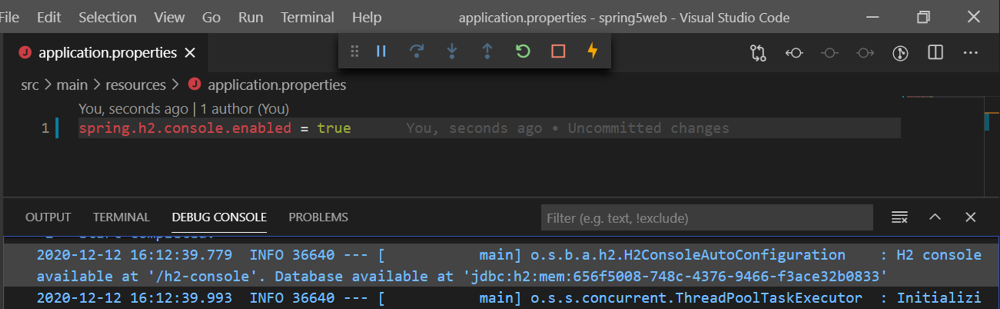 File Edit Selection View Go Run Terminal Help application.properties - spring5web - Visual Studio Code
application.properties
src > main > resources > application.properties
You, seconds ago | 1 author (You)
1 spring.h2.console.enabled = true You, seconds ago • Uncommitted changes
OUTPUT TERMINAL DEBUG CONSOLE PROBLEMS Filter (e.g. text, !exclude)
2020-12-12 16:12:39.779 INFO 36640 --- [ main] o.s.b.a.h2.H2ConsoleAutoConfiguration : H2 console
available at '/h2-console'. Database available at 'jdbc:h2:mem:656f5008-748c-4376-9466-f3ace32b0833'
2020-12-12 16:12:39.993 INFO 36640 --- [ main] o.s.s.concurrent.ThreadPoolTaskExecutor : Initializi